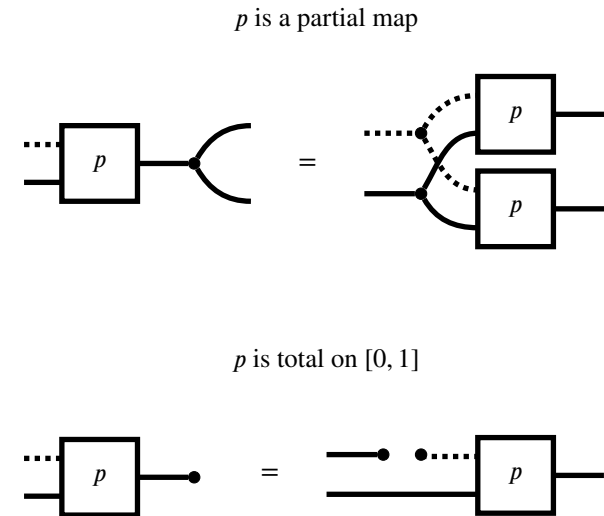 p is a partial map
p = p
p
p is total on [0, 1]
p = p